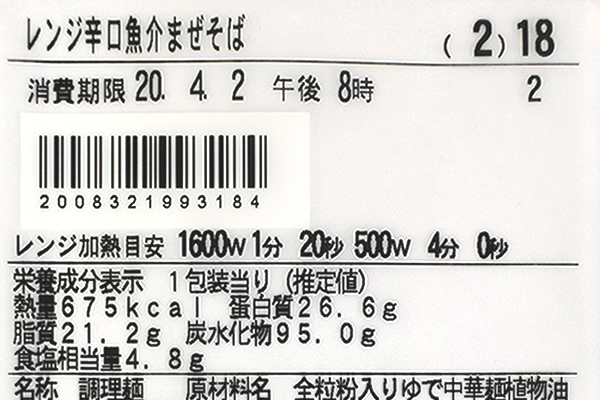 レンジ辛口魚介まぜそば (2)18
消費期限 20. 4. 2 午後 8時 2
2008321993184
レンジ加熱目安 1600W 1分 20秒 500W 4分 0秒
栄養成分表示 1包装当り(推定値)
熱量675kcal 蛋白質26.6g
脂質21.2g 炭水化物95.0g
食塩相当量4.8g
名称 調理麺 原材料名 全粒粉入りゆで中華麺植物油